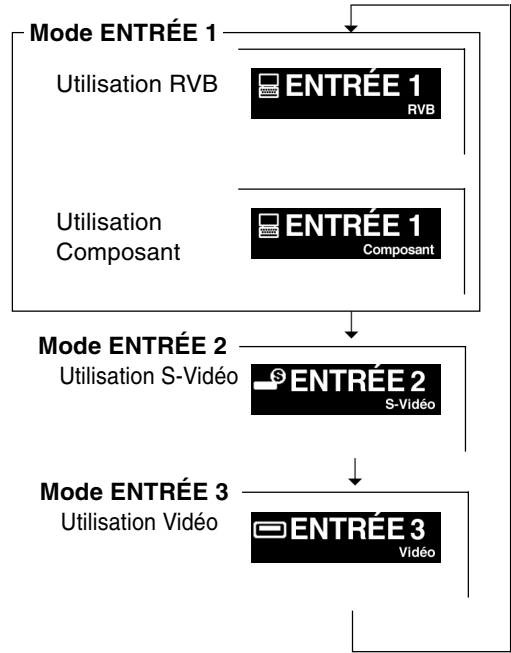 Mode ENTRÉE 1
Utilisation RVB
ENTRÉE 1
RVB
Utilisation
Composant
ENTRÉE 1
Composant
Mode ENTRÉE 2
Utilisation S-Vidéo
S
ENTRÉE 2
S-Vidéo
Mode ENTRÉE 3
Utilisation Vidéo
ENTRÉE 3
Vidéo